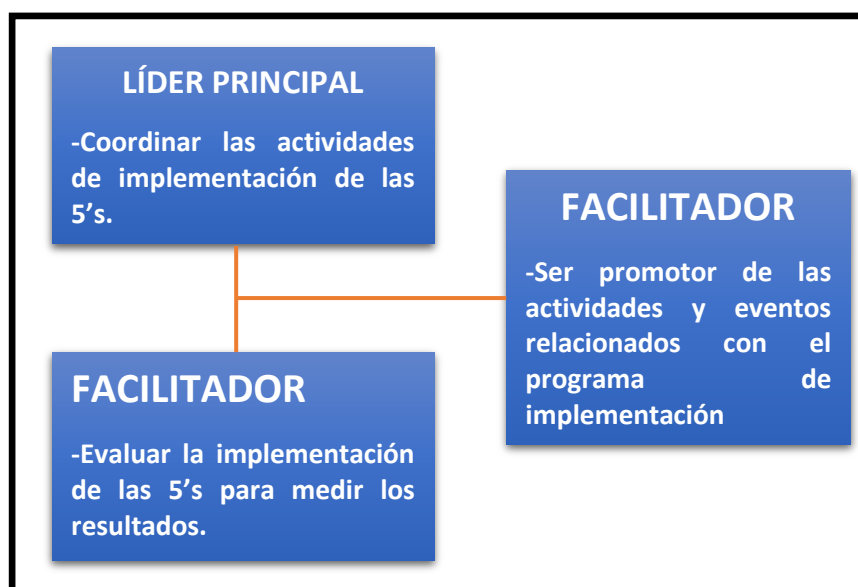 LÍDER PRINCIPAL
-Coordinar las actividades
de implementación de las
5’s.
FACILITADOR
-Ser promotor de las
actividades y eventos
relacionados con el
programa de
implementación
FACILITADOR
-Evaluar la implementación
de las 5’s para medir los
resultados.